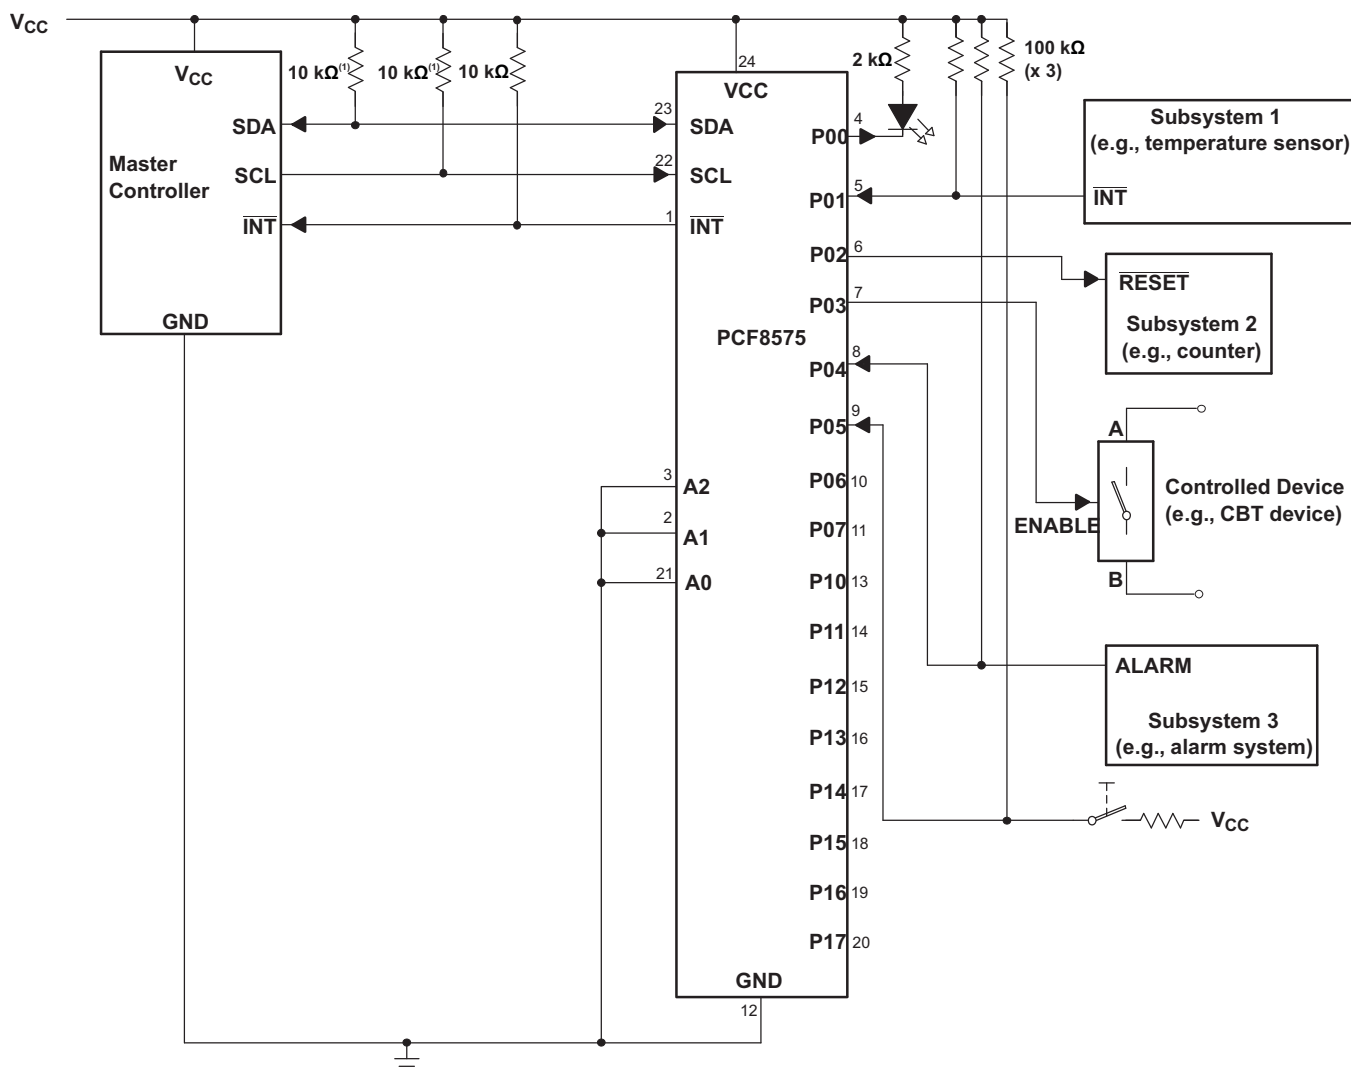 VCC
VCC
10 kΩ(1)
10 kΩ(1)
10 kΩ
SDA
SCL
INT
Master
Controller
GND
24
VCC
23
SDA
22
SCL
1
INT
PCF8575
3
A2
2
A1
21
A0
GND
12
P00
4
P01
5
P02
6
P03
7
P04
8
P05
9
P06 10
P07 11
P10 13
P11 14
P12 15
P13 16
P14 17
P15 18
P16 19
P17 20
2 kΩ
100 kΩ
(x 3)
Subsystem 1
(e.g., temperature sensor)
INT
RESET
Subsystem 2
(e.g., counter)
A
ENABLE
B
Controlled Device
(e.g., CBT device)
ALARM
Subsystem 3
(e.g., alarm system)
VCC